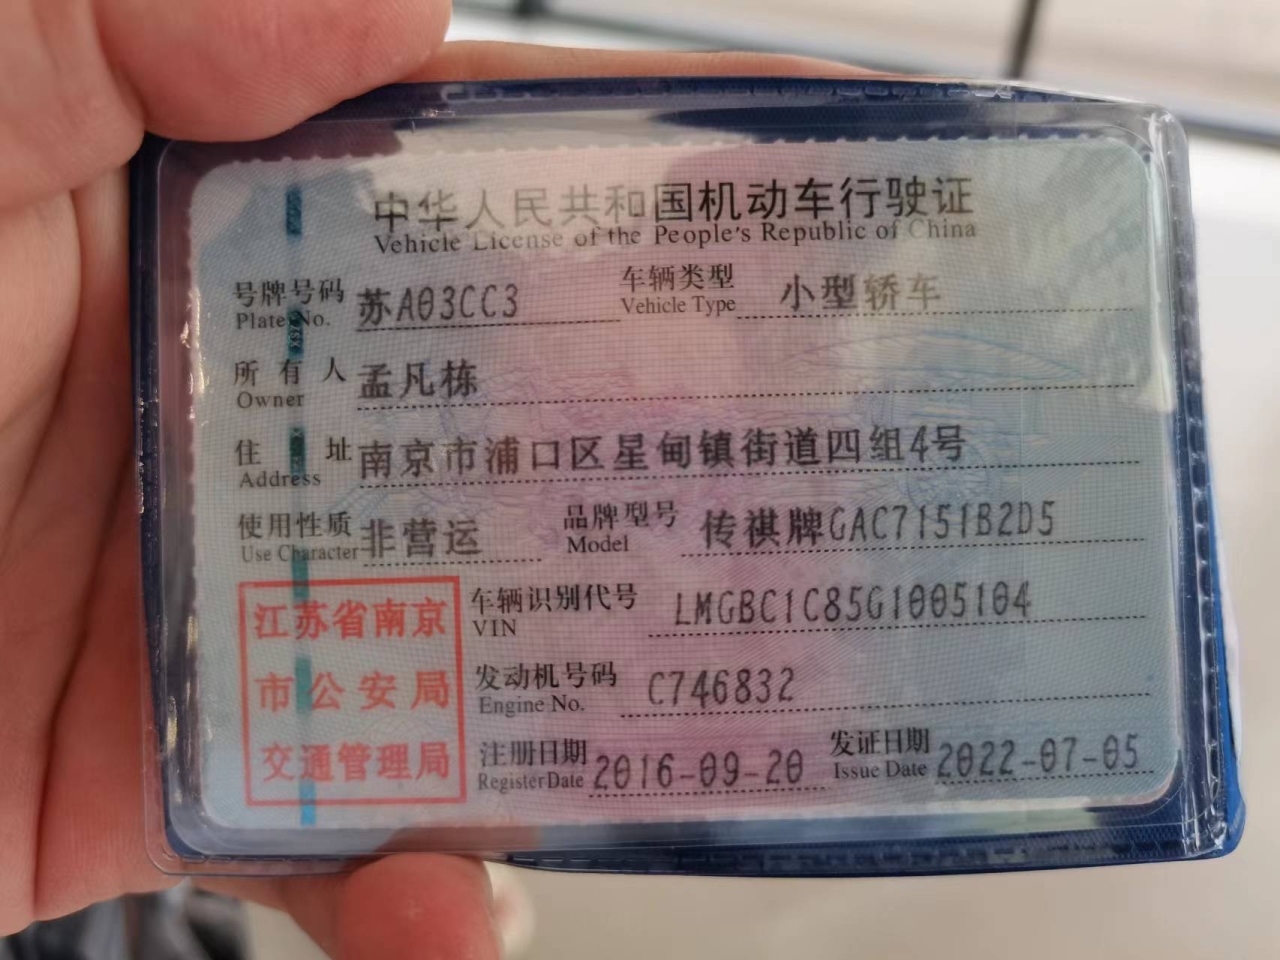 中华人民共和国机动车行驶证
Vehicle License of the People's Republic of China
号牌号码 苏A03CC3 车辆类型 小型轿车
Plate No. Vehicle Type
所有人 孟凡栋
Owner
住址 南京市浦口区星甸镇街道四组4号
Address
使用性质 非营运 品牌型号 传祺牌GAC7151B2D5
Use Character Model
江苏省南京
市公安局
交通管理局
车辆识别代号 LMGBC1C85G1005104
VIN
发动机号码 C746832
Engine No.
注册日期 2016-09-20 发证日期 2022-07-05
Register Date Issue Date